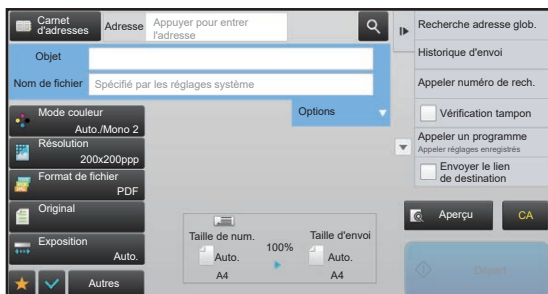 Carnet
d'adresses
Adresse
Appuyer pour entrer
l'adresse
Objet
Nom de fichier
Spécifié par les réglages système
Options
Mode couleur
Auto./Mono 2
Résolution
200x200ppp
Format de
fichier
PDF
Original
Exposition
Auto.
Autres
Taille de num.
Auto.
A4
100%
Taille d'envoi
Auto.
A4
Recherche adresse glob.
Historique d'envoi
Appeler numéro de rech.
Vérification tampon
Appeler un programme
Appeler réglages enregistrés
Envoyer le lien
de destination
Aperçu
CA
Départ